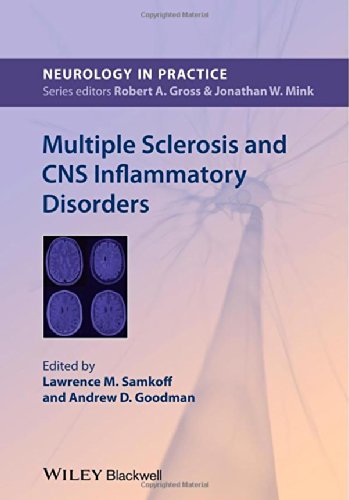 NEUROLOGY IN PRACTICE
Series editors Robert A. Gross & Jonathan W. Mink
Multiple Sclerosis and
CNS Inflammatory
Disorders
Edited by
Lawrence M. Samkoff
and Andrew D. Goodman
WILEY Blackwell